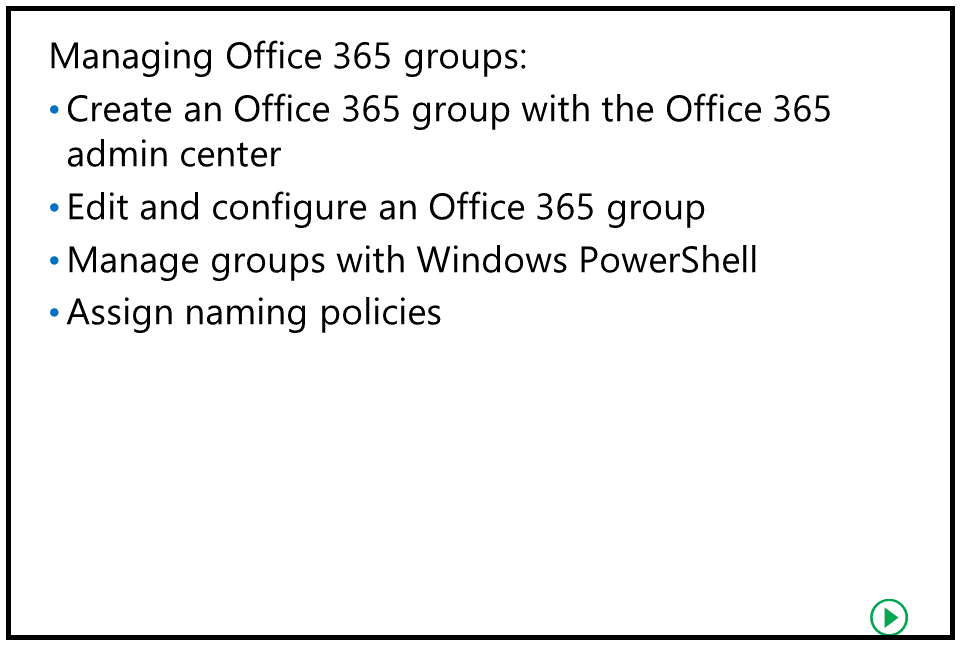 Managing Office 365 groups:
• Create an Office 365 group with the Office 365
admin center
• Edit and configure an Office 365 group
• Manage groups with Windows PowerShell
• Assign naming policies